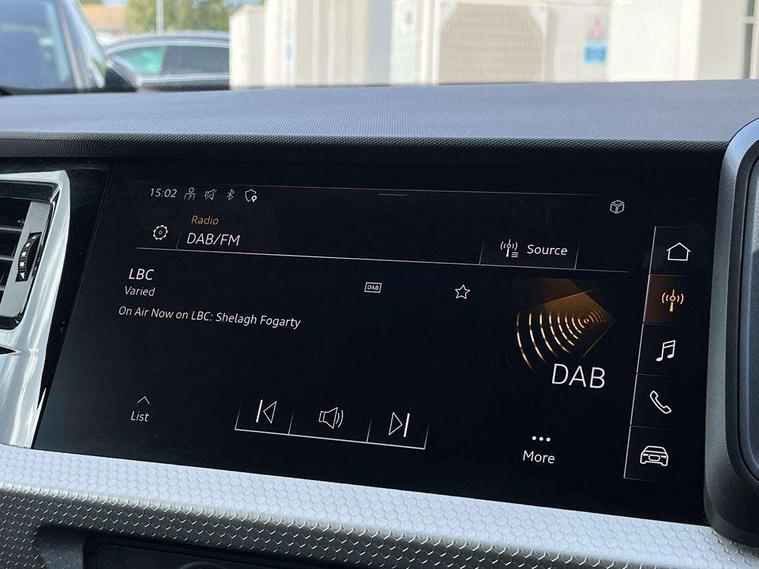 15:02
Radio
DAB/FM
Source
LBC
Varied
DAB
On Air Now on LBC: Shelagh Fogarty
DAB
List
More